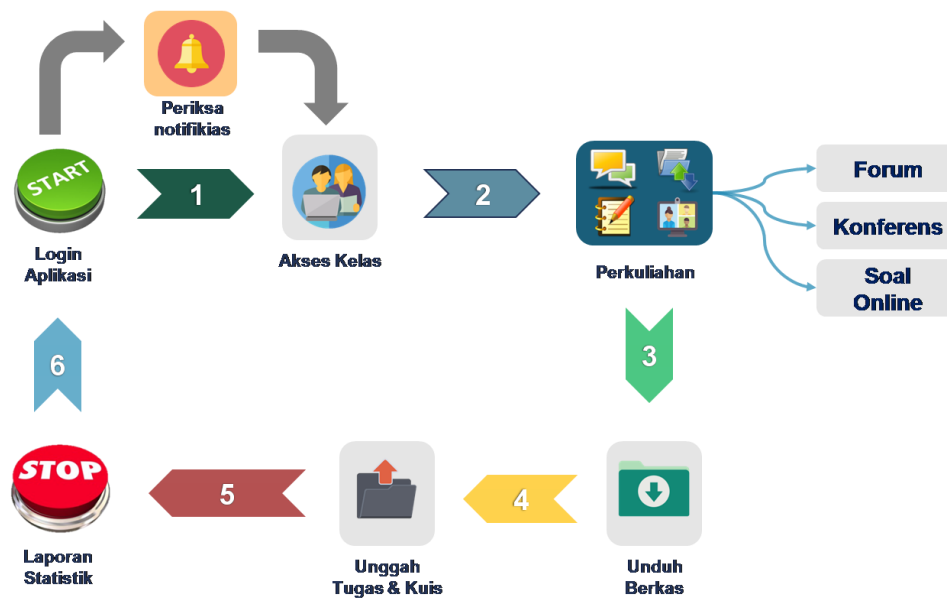 Periksa
notifikias
START
Login
Aplikasi
1
Akses Kelas
2
Perkuliahan
Forum
Konferens
Soal
Online
3
Unduh
Berkas
4
Unggah
Tugas & Kuis
5
STOP
Laporan
Statistik
6